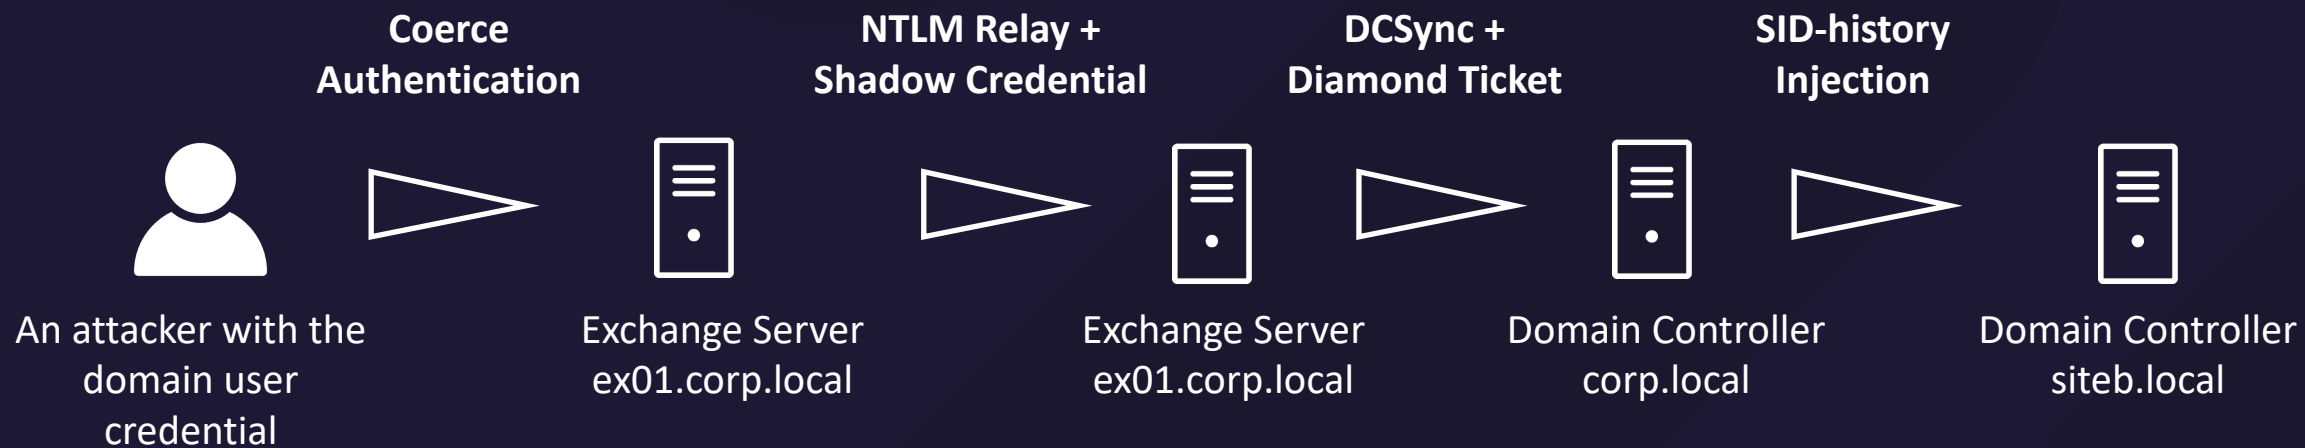 Coerce
Authentication
NTLM Relay +
Shadow Credential
DCSync +
Diamond Ticket
SID-history
Injection
An attacker with the
domain user
credential
Exchange Server
ex01.corp.local
Exchange Server
ex01.corp.local
Domain Controller
corp.local
Domain Controller
siteb.local